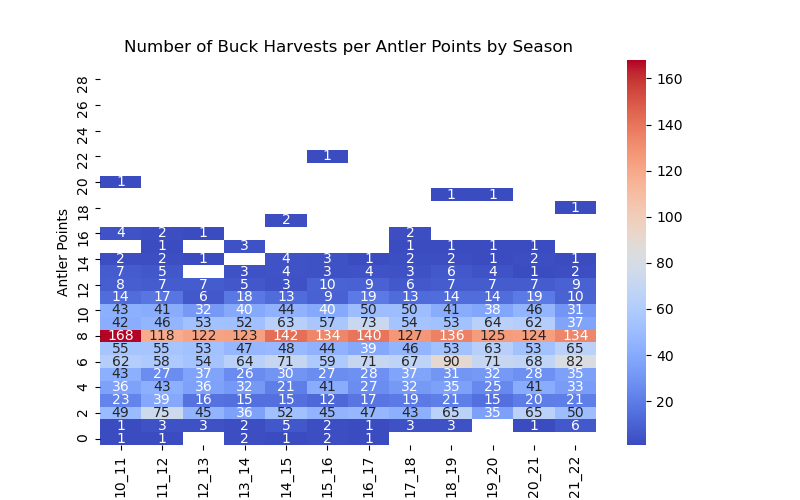 Number of Buck Harvests per Antler Points by Season
Antler Points
28
26
24
22 1
20 1
1 1
18 1
2
16 4 2 1 2
1 3 1 1 1 1
14 2 2 1 4 3 1 2 2 1 2 1
7 5 3 4 3 4 3 6 4 1 2
12 8 7 7 5 3 10 9 6 7 7 7 9
14 17 6 18 13 9 19 13 14 14 19 10
10 43 41 32 40 44 40 50 50 41 38 46 31
42 46 53 52 63 57 73 54 53 64 62 37
8 168 118 122 123 142 134 140 127 136 125 124 134
55 55 53 47 48 44 39 46 53 63 53 65
6 62 58 54 64 71 59 71 67 90 71 68 82
43 27 37 26 30 27 28 37 31 32 28 35
4 36 43 36 32 21 41 27 32 35 25 41 33
23 39 16 15 15 12 17 19 21 15 20 21
2 49 75 45 36 52 45 47 43 65 35 65 50
1 3 3 2 5 2 1 3 3 1 6
0 1 1 2 1 2 1
10_11 11_12 12_13 13_14 14_15 15_16 16_17 17_18 18_19 19_20 20_21 21_22
160
140
120
100
80
60
40
20